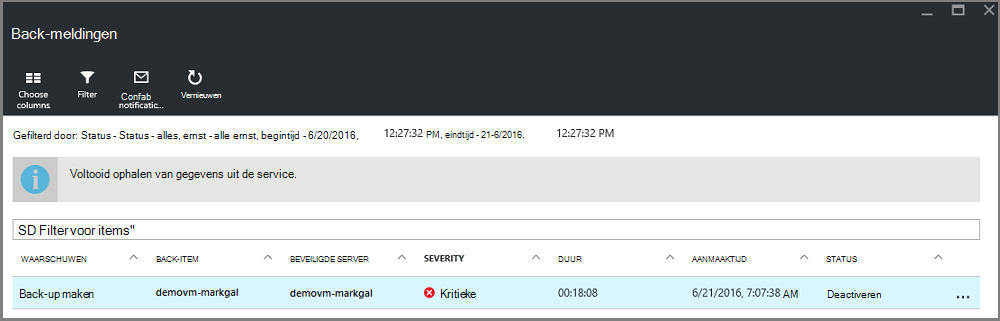 Back-meldingen
Choose columns
Filter
Confab notificatic...
Vernieuwen
Gefilterd door: Status - Status - alles, ernst - alle ernst, begintijd - 6/20/2016, 12:27:32 PM, eindtijd - 21-6/2016, 12:27:32 PM
Voltooid ophalen van gegevens uit de service.
SD Filter voor items"
WAARSCHUWEN BACK-ITEM BEVEILIGDE SERVER SEVERITY DUUR AANMAAKTIJD STATUS
Back-up maken demovm-markgal demovm-markgal Kritieke 00:18:08 6/21/2016, 7:07:38 AM Deactiveren ...